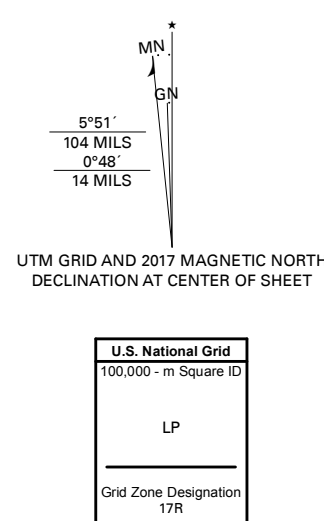 MN
GN
5°51´
104 MILS
0°48´
14 MILS
UTM GRID AND 2017 MAGNETIC NORTH
DECLINATION AT CENTER OF SHEET
U.S. National Grid
100,000 - m Square ID
LP
Grid Zone Designation
17R